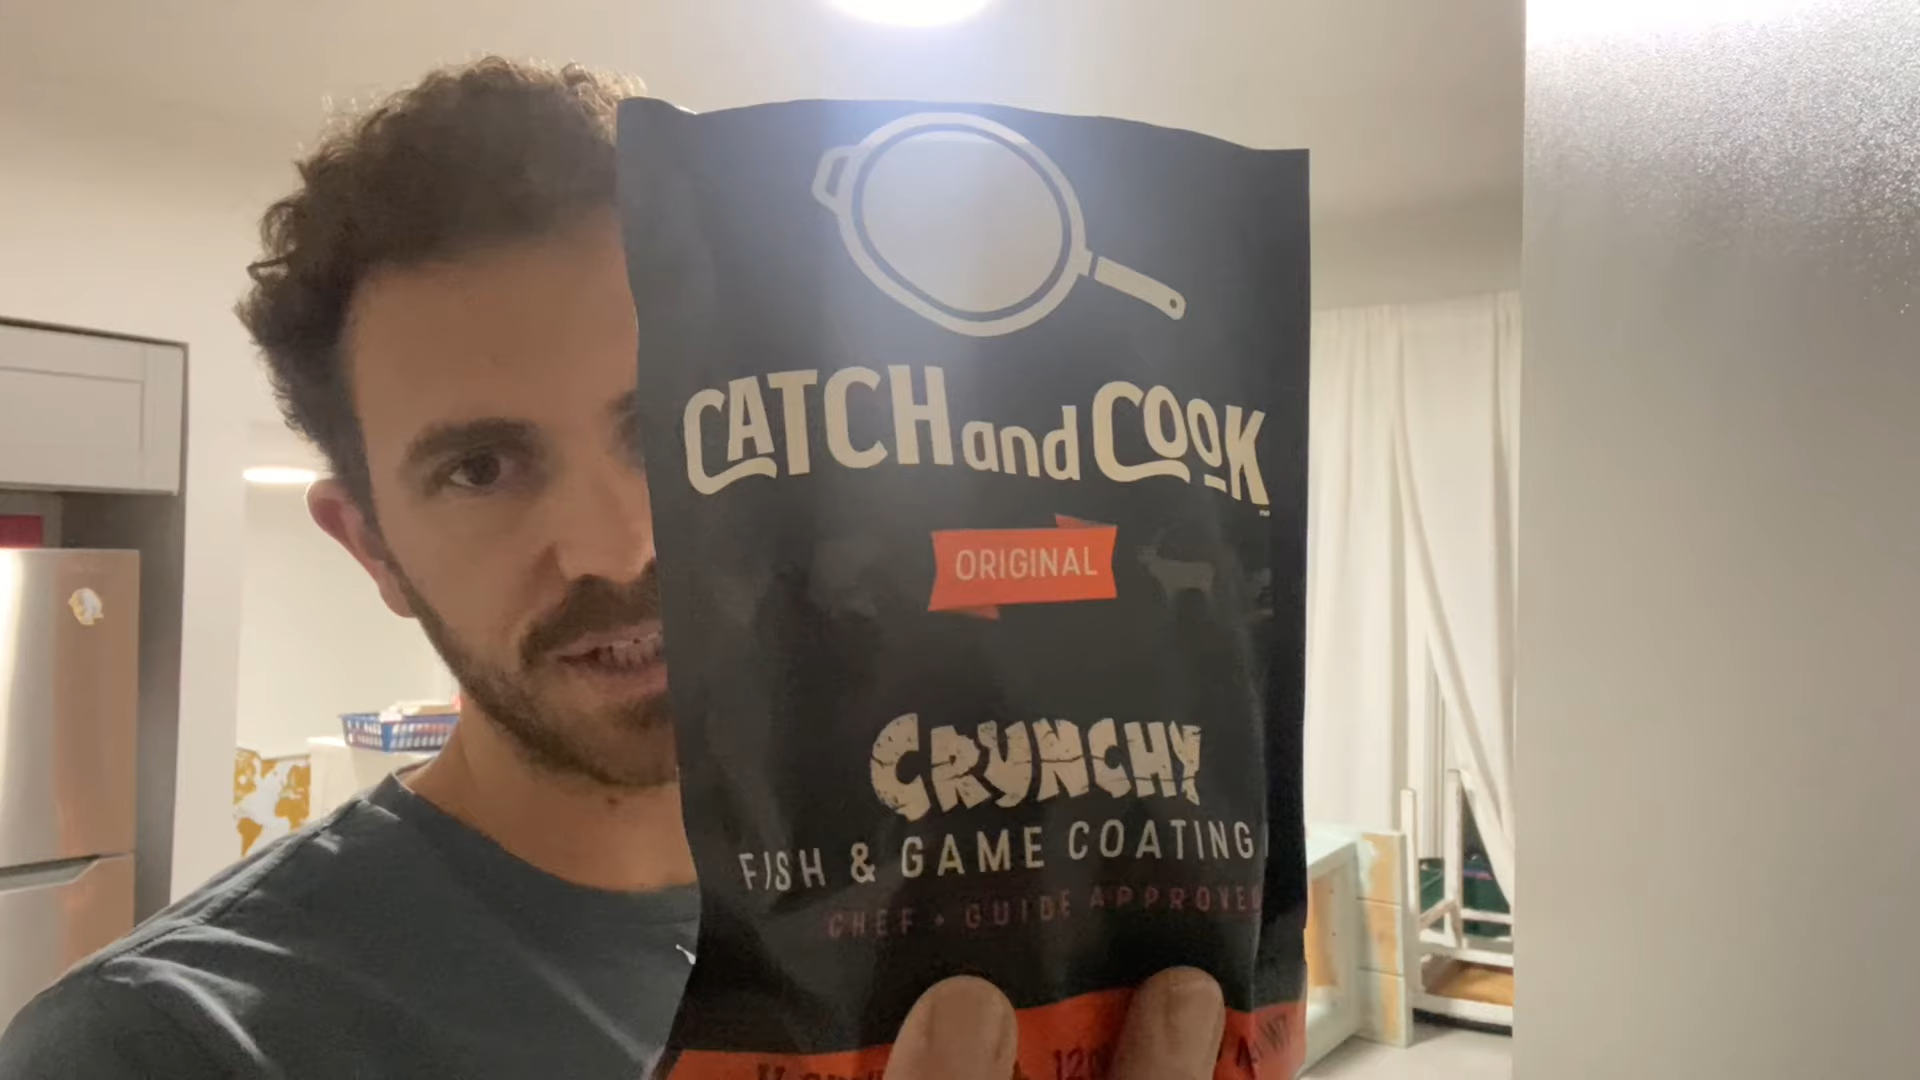 CATCH and COOK
ORIGINAL
CRUNCHY
FISH & GAME COATING
CHEF + GUIDE APPROVED